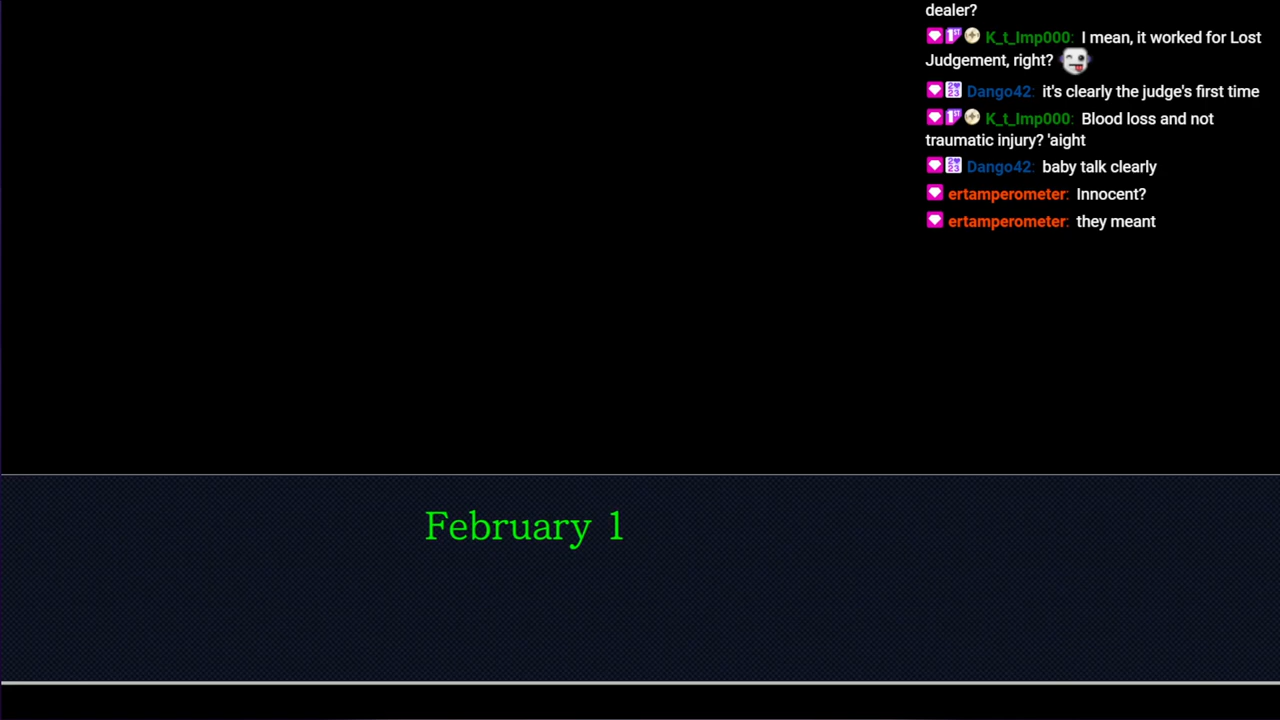 dealer?
K_t_Imp000: I mean, it worked for Lost
Judgement, right?
Dango42: it's clearly the judge's first time
K_t_Imp000: Blood loss and not
traumatic injury? 'aight
Dango42: baby talk clearly
ertamperometer: Innocent?
ertamperometer: they meant
February 1